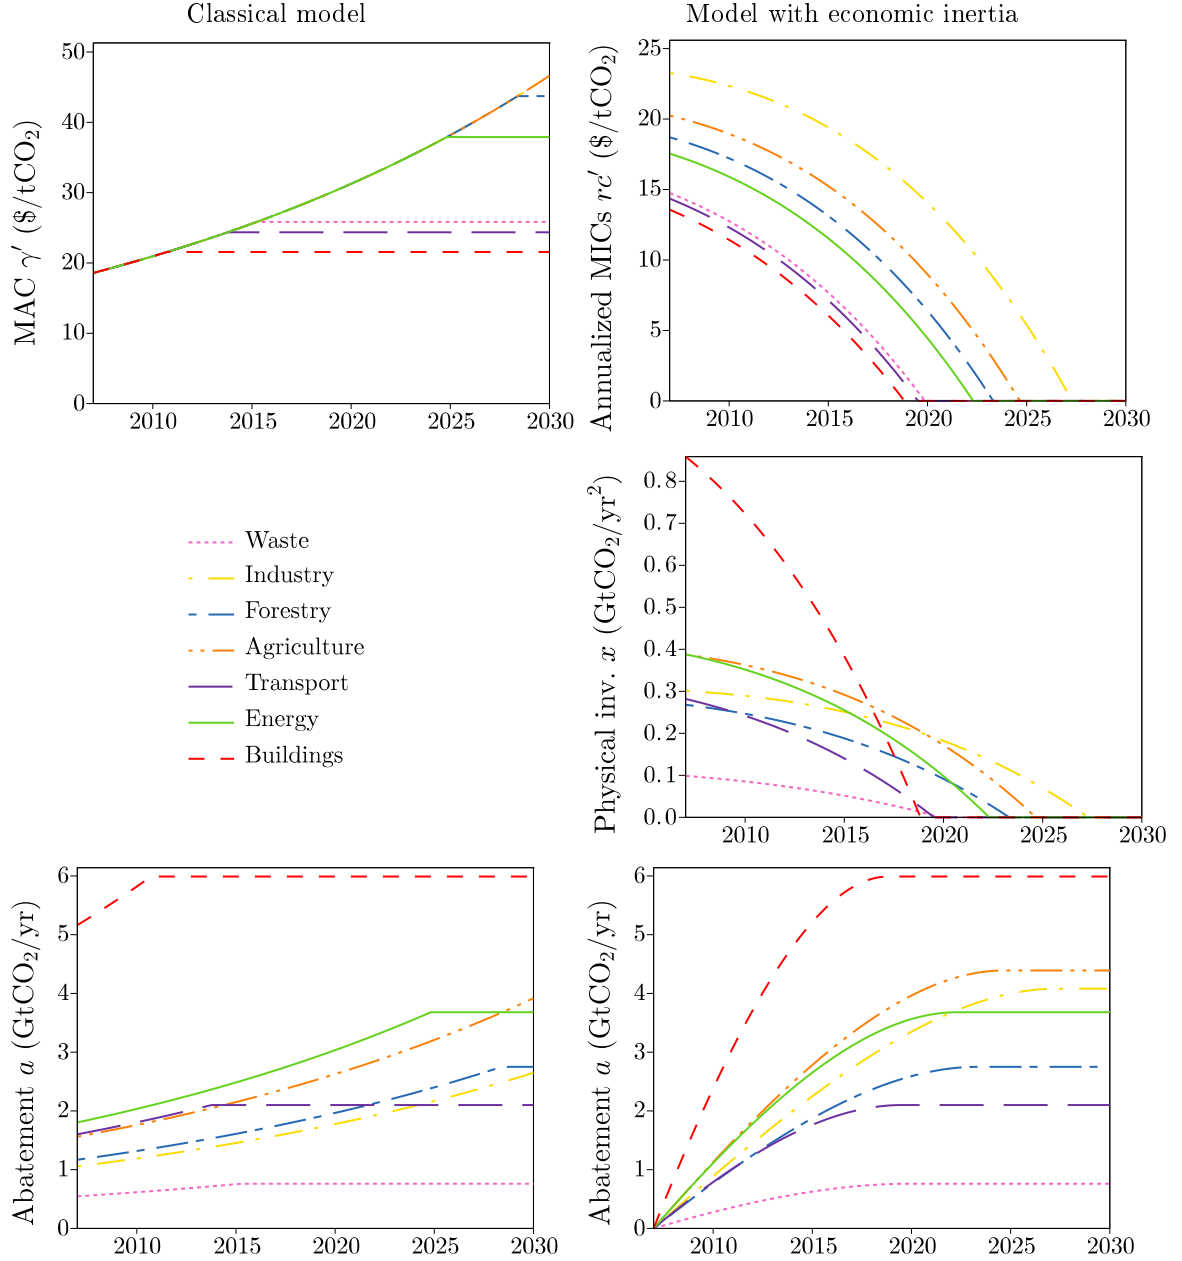 Classical model
Model with economic inertia
MAC γ′ ($/tCO₂)
50
40
30
20
10
0
2010 2015 2020 2025 2030
Annualized MICs rc′ ($/tCO₂)
25
20
15
10
5
0
2010 2015 2020 2025 2030
Waste
Industry
Forestry
Agriculture
Transport
Energy
Buildings
Physical inv. x (GtCO₂/yr²)
0.8
0.7
0.6
0.5
0.4
0.3
0.2
0.1
0.0
2010 2015 2020 2025 2030
Abatement a (GtCO₂/yr)
6
5
4
3
2
1
0
2010 2015 2020 2025 2030
Abatement a (GtCO₂/yr)
6
5
4
3
2
1
0
2010 2015 2020 2025 2030